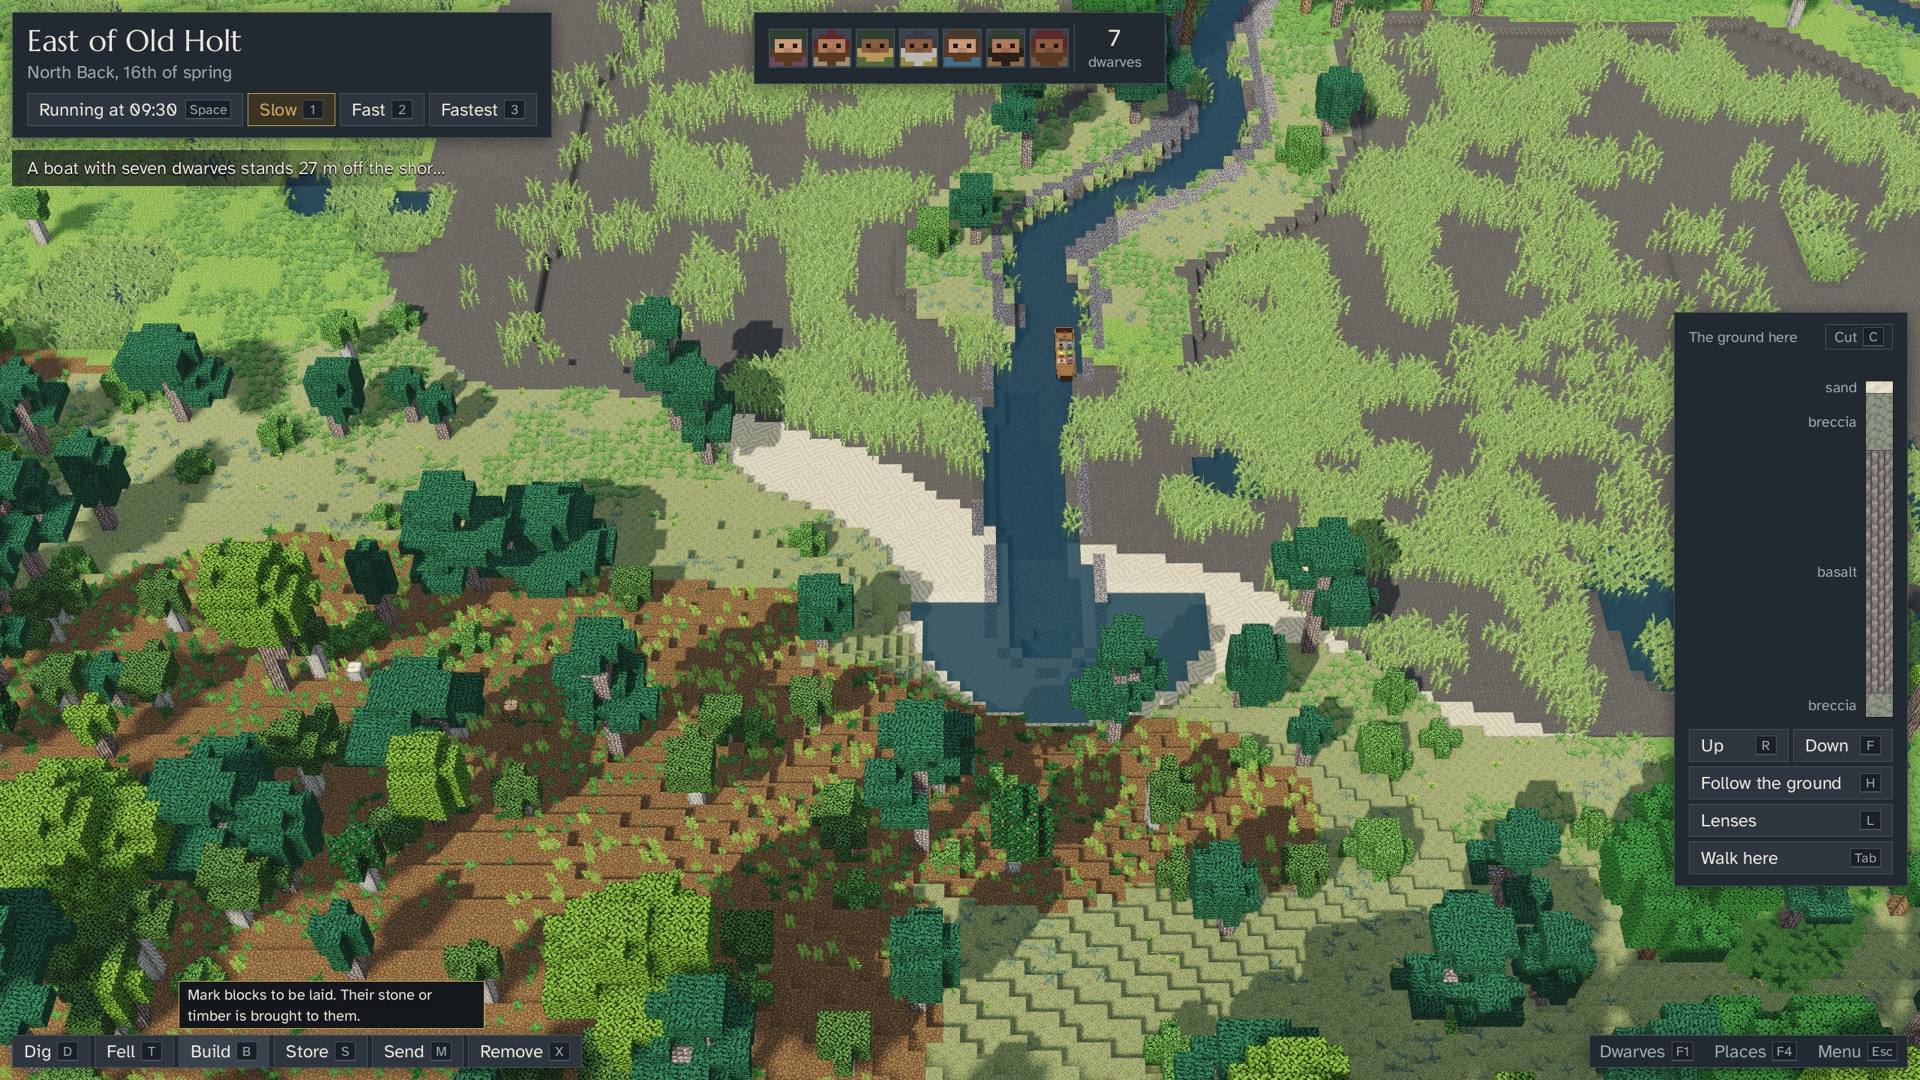 East of Old Holt
North Back, 16th of spring
Running at 09:30 Space
Slow 1
Fast 2
Fastest 3
A boat with seven dwarves stands 27 m off the shor...
7
dwarves
The ground here
Cut C
sand
breccia
basalt
breccia
Up R
Down F
Follow the ground H
Lenses L
Walk here Tab
Mark blocks to be laid. Their stone or
timber is brought to them.
Dig D
Fell T
Build B
Store S
Send M
Remove X
Dwarves F1
Places F4
Menu Esc